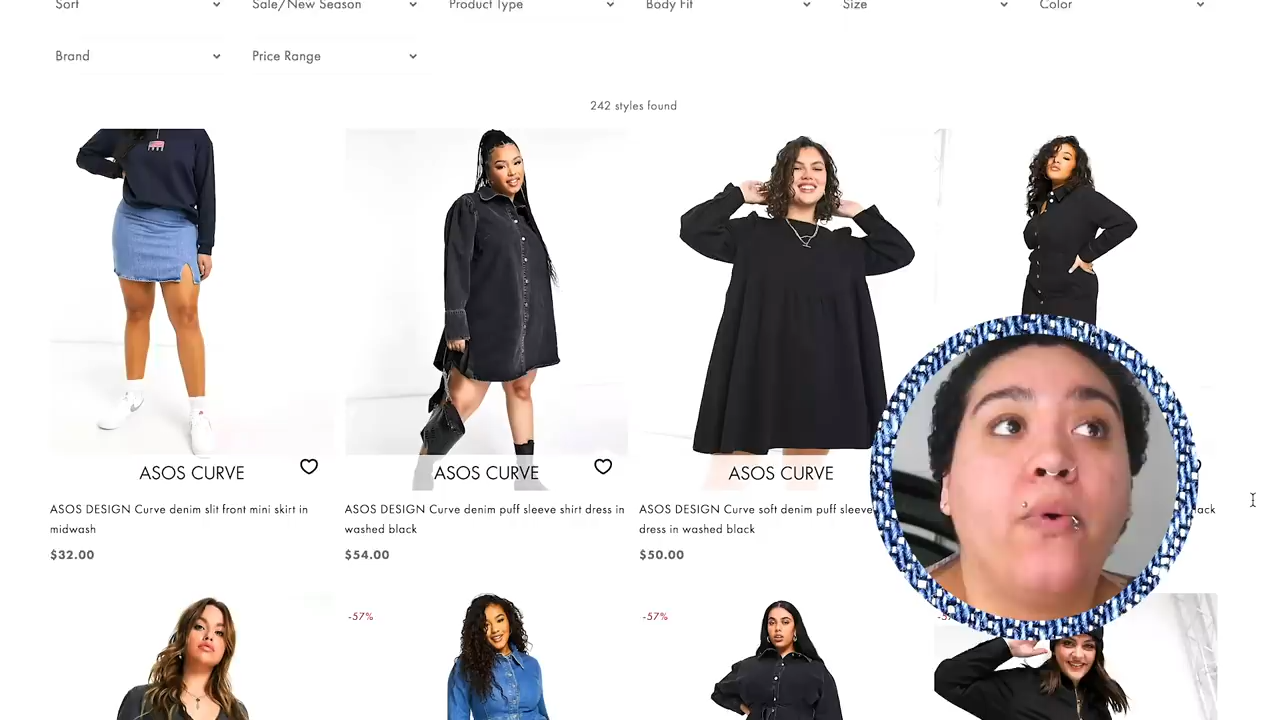 Sort
Sale/New Season
Product Type
Body Fit
Size
Color
Brand
Price Range
242 styles found
ASOS CURVE
ASOS CURVE
ASOS CURVE
ASOS DESIGN Curve denim slit front mini skirt in
midwash
$32.00
ASOS DESIGN Curve denim puff sleeve shirt dress in
washed black
$54.00
ASOS DESIGN Curve soft denim puff sleeve
dress in washed black
$50.00
-57%
-57%